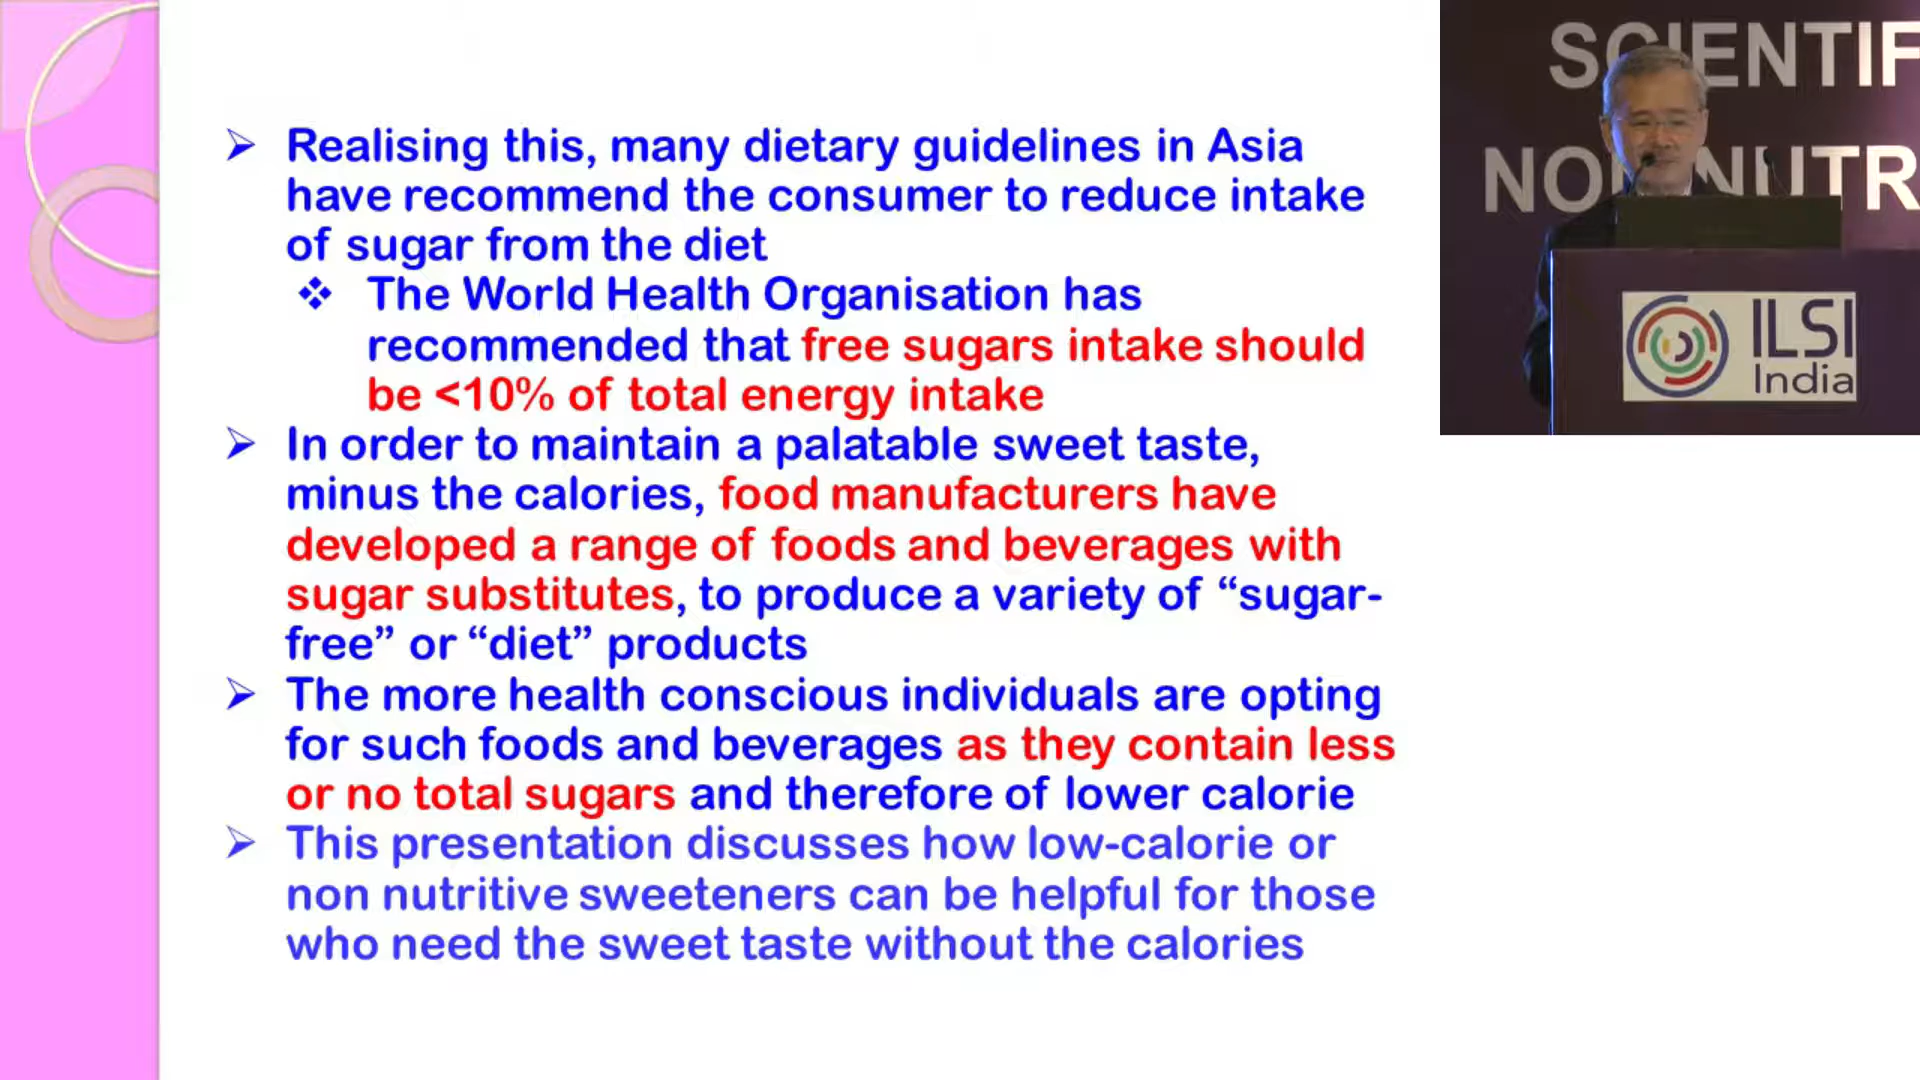 ➢ Realising this, many dietary guidelines in Asia
have recommend the consumer to reduce intake
of sugar from the diet
❖ The World Health Organisation has
recommended that free sugars intake should
be <10% of total energy intake
➢ In order to maintain a palatable sweet taste,
minus the calories, food manufacturers have
developed a range of foods and beverages with
sugar substitutes, to produce a variety of “sugar-
free” or “diet” products
➢ The more health conscious individuals are opting
for such foods and beverages as they contain less
or no total sugars and therefore of lower calorie
➢ This presentation discusses how low-calorie or
non nutritive sweeteners can be helpful for those
who need the sweet taste without the calories
SCIENTIF
NON NUTR
ILSI
India